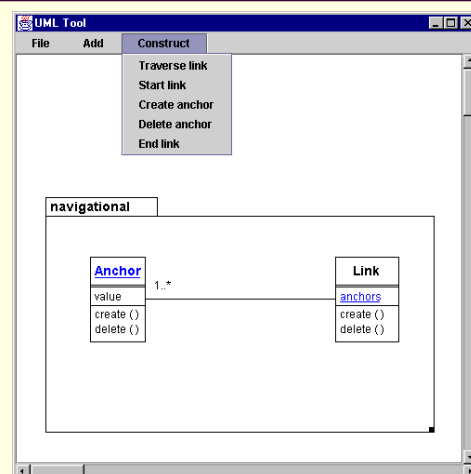 UML Tool
File Add Construct
Traverse link
Start link
Create anchor
Delete anchor
End link
navigational
Anchor
value
create ( )
delete ( )
1..*
Link
anchors
create ( )
delete ( )